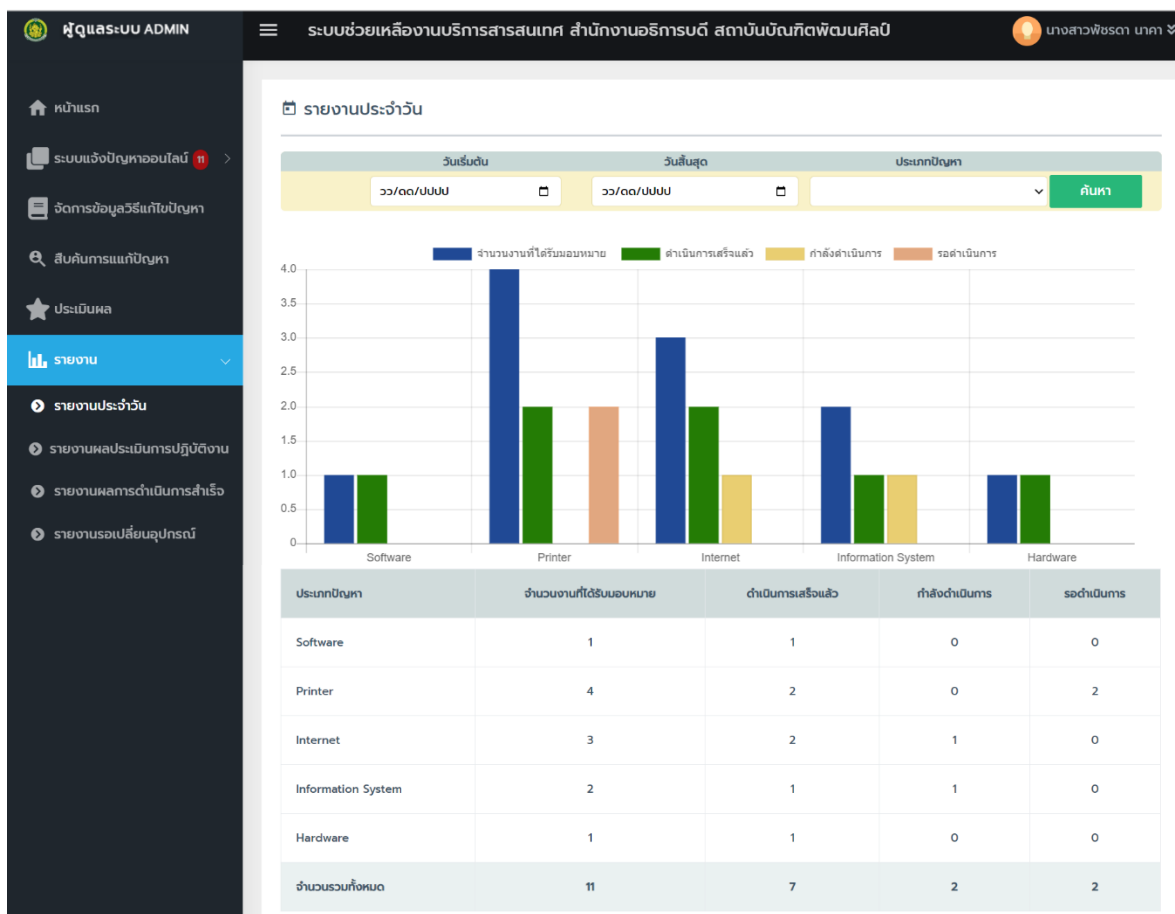 ผู้ดูแลระบบ ADMIN
ระบบช่วยเหลืองานบริการสารสนเทศ สำนักงานอธิการบดี สถาบันบัณฑิตพัฒนศิลป์
นางสาวพัชรดา นาคา
หน้าแรก
ระบบแจ้งปัญหาออนไลน์ 11
จัดการข้อมูลวิธีแก้ไขปัญหา
สืบค้นการแแก้ปัญหา
ประเมินผล
รายงาน
รายงานประจำวัน
รายงานผลประเมินการปฏิบัติงาน
รายงานผลการดำเนินการสำเร็จ
รายงานรอเปลี่ยนอุปกรณ์
รายงานประจำวัน
วันเริ่มต้น วันสิ้นสุด ประเภทปัญหา
วว/ดด/ปปปป วว/ดด/ปปปป ค้นหา
จำนวนงานที่ได้รับมอบหมาย ดำเนินการเสร็จแล้ว กำลังดำเนินการ รอดำเนินการ
4.0
3.5
3.0
2.5
2.0
1.5
1.0
0.5
0
Software Printer Internet Information System Hardware
ประเภทปัญหา จำนวนงานที่ได้รับมอบหมาย ดำเนินการเสร็จแล้ว กำลังดำเนินการ รอดำเนินการ
Software 1 1 0 0
Printer 4 2 0 2
Internet 3 2 1 0
Information System 2 1 1 0
Hardware 1 1 0 0
จำนวนรวมทั้งหมด 11 7 2 2